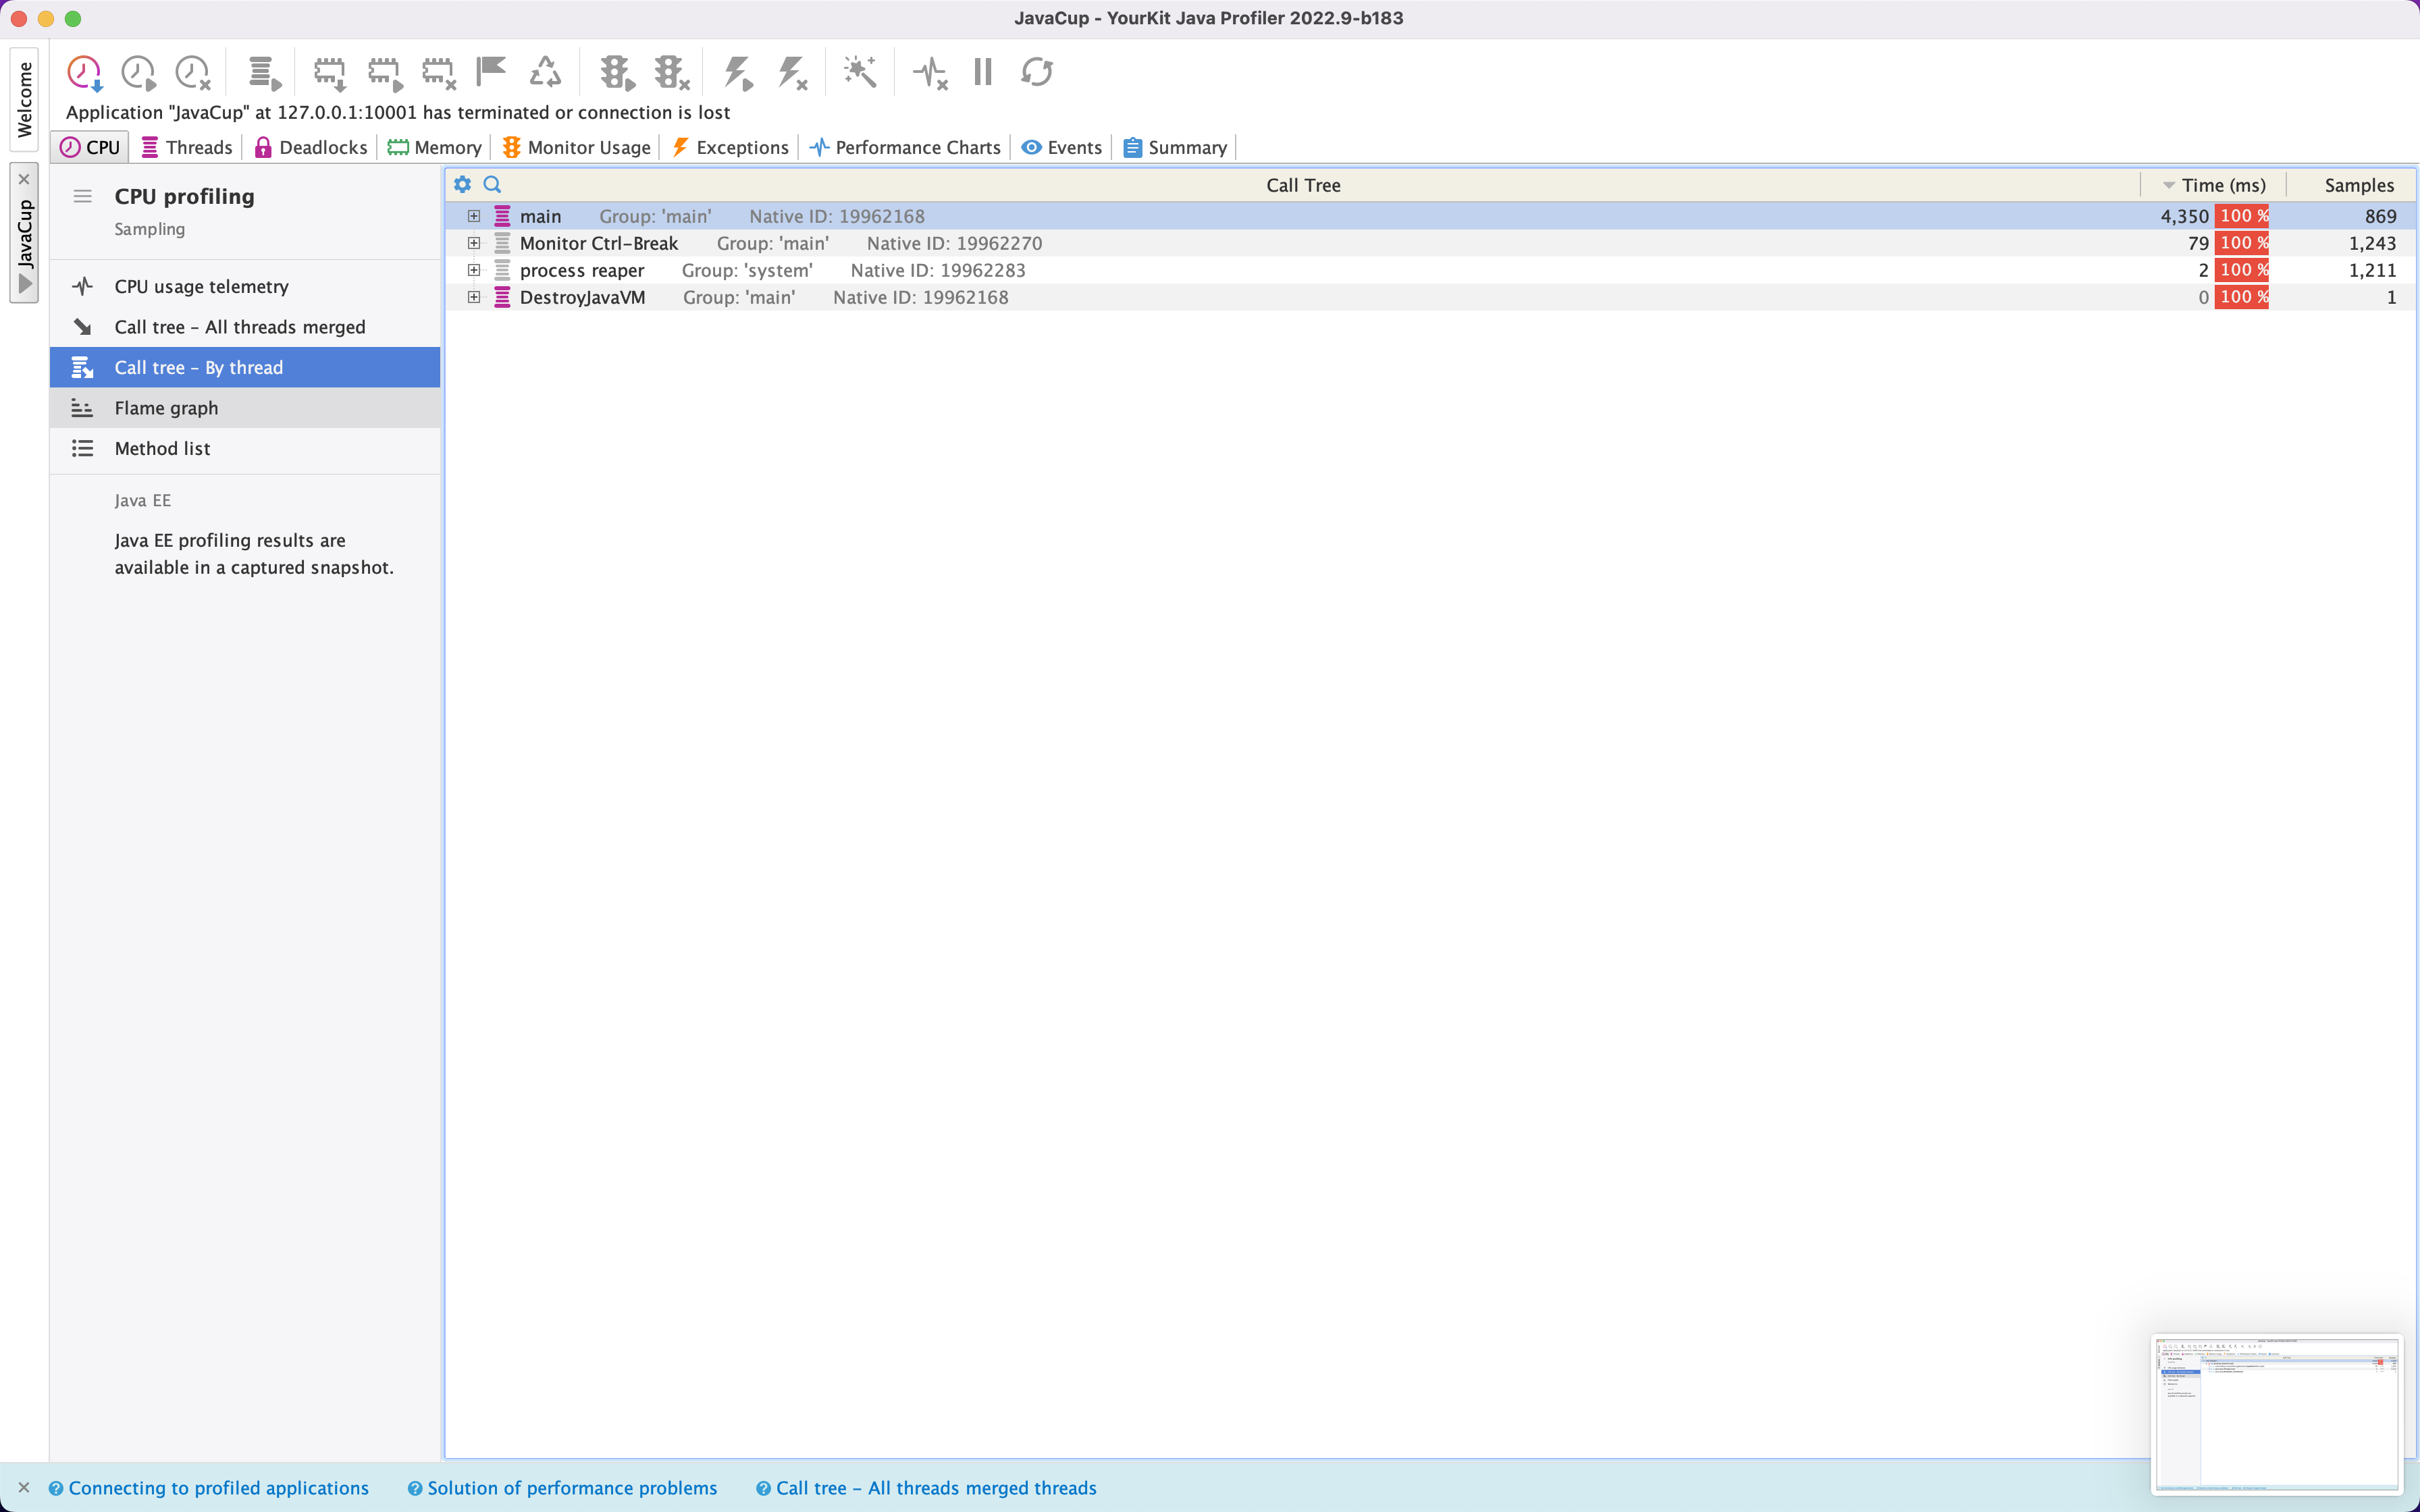 JavaCup - YourKit Java Profiler 2022.9-b183
Welcome
JavaCup
Application "JavaCup" at 127.0.0.1:10001 has terminated or connection is lost
CPU Threads Deadlocks Memory Monitor Usage Exceptions Performance Charts Events Summary
CPU profiling
Sampling
CPU usage telemetry
Call tree – All threads merged
Call tree – By thread
Flame graph
Method list
Java EE
Java EE profiling results are
available in a captured snapshot.
Call Tree Time (ms) Samples
main Group: 'main' Native ID: 19962168 4,350 100 % 869
Monitor Ctrl-Break Group: 'main' Native ID: 19962270 79 100 % 1,243
process reaper Group: 'system' Native ID: 19962283 2 100 % 1,211
DestroyJavaVM Group: 'main' Native ID: 19962168 0 100 % 1
Connecting to profiled applications Solution of performance problems Call tree – All threads merged threads